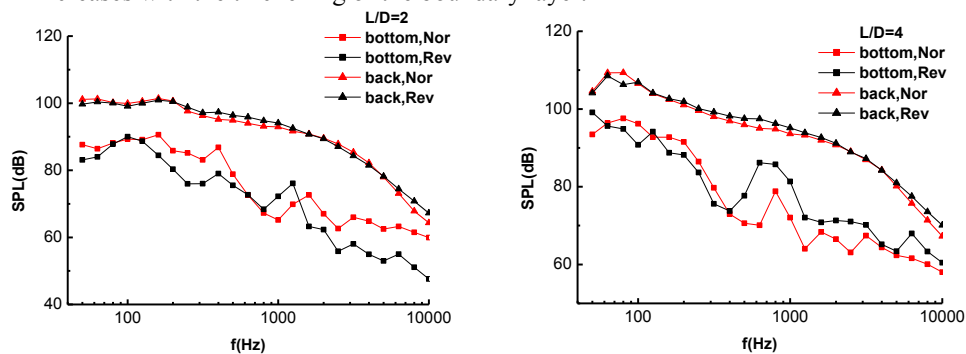 L/D=2
bottom,Nor
bottom,Rev
back,Nor
back,Rev
SPL(dB)
120
100
80
60
40
100
1000
10000
f(Hz)
L/D=4
bottom,Nor
bottom,Rev
back,Nor
back,Rev
SPL(dB)
120
100
80
60
100
1000
10000
f(Hz)